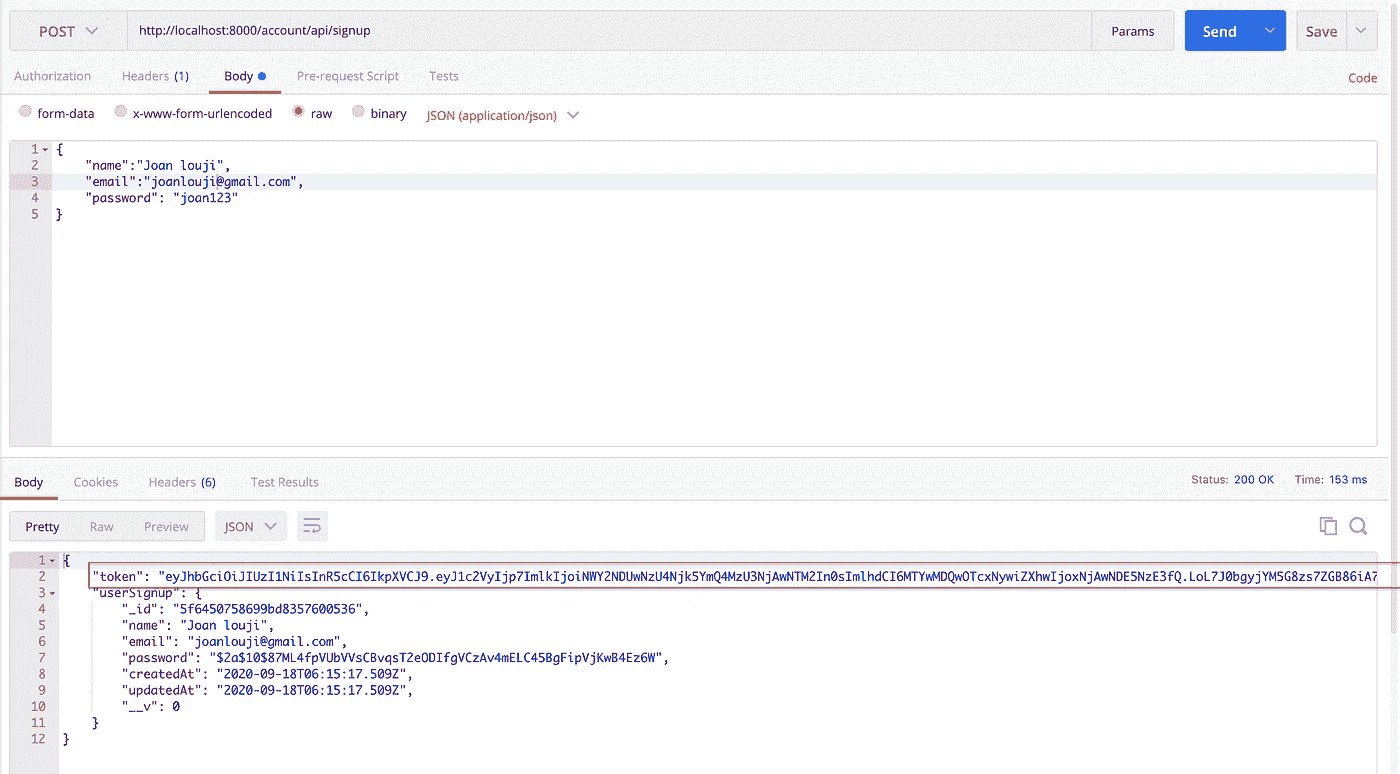 POST http://localhost:8000/account/api/signup Params Send Save
Authorization Headers (1) Body Pre-request Script Tests Code
form-data x-www-form-urlencoded raw binary JSON (application/json)
1 {
2 "name":"Joan louji",
3 "email":"joanlouji@gmail.com",
4 "password": "joan123"
5 }
Body Cookies Headers (6) Test Results Status: 200 OK Time: 153 ms
Pretty Raw Preview JSON
1 {
2 "token": "eyJhbGciOiJIUzI1NiIsInR5cCI6IkpXVCJ9.eyJ1c2VyIjp7ImlkIjoiNWY2NDUwNzU4Njk5YmQ4MzU3NjAwNTM2In0sImlhdCI6MTYwMDQwOTcxNywiZXhwIjoxNjAwNDE5NzE3fQ.LoL7J0bgyjYM5G8zs7ZGB86iA7
3 "userSignup": {
4 "_id": "5f6450758699bd8357600536",
5 "name": "Joan louji",
6 "email": "joanlouji@gmail.com",
7 "password": "$2a$10$87ML4fpVUbVVsCBvqsT2eODIfgVCzAv4mELC45BgFipVjKwB4Ez6W",
8 "createdAt": "2020-09-18T06:15:17.509Z",
9 "updatedAt": "2020-09-18T06:15:17.509Z",
10 "__v": 0
11 }
12 }